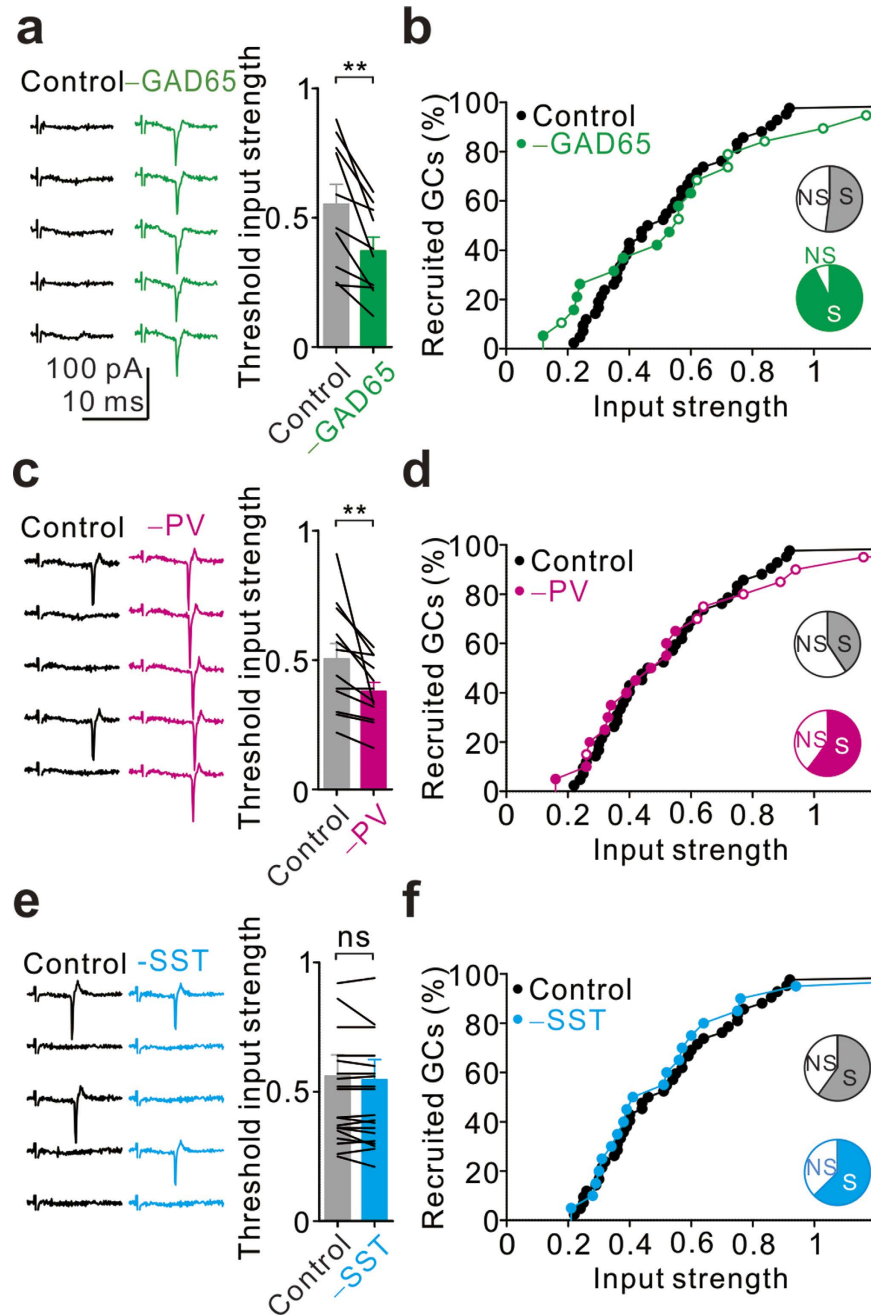 a
Control
–GAD65
100 pA
10 ms
Threshold input strength
1
0.5
0
**
Control
–GAD65
b
Recruited GCs (%)
100
80
60
40
20
0
Control
–GAD65
NS
S
NS
S
0
0.2
0.4
0.6
0.8
1
Input strength
c
Control
–PV
Threshold input strength
1
0.5
0
**
Control
–PV
d
Recruited GCs (%)
100
80
60
40
20
0
Control
–PV
NS
S
NS
S
0
0.2
0.4
0.6
0.8
1
Input strength
e
Control
-SST
Threshold input strength
1
0.5
0
ns
Control
–SST
f
Recruited GCs (%)
100
80
60
40
20
0
Control
–SST
NS
S
NS
S
0
0.2
0.4
0.6
0.8
1
Input strength